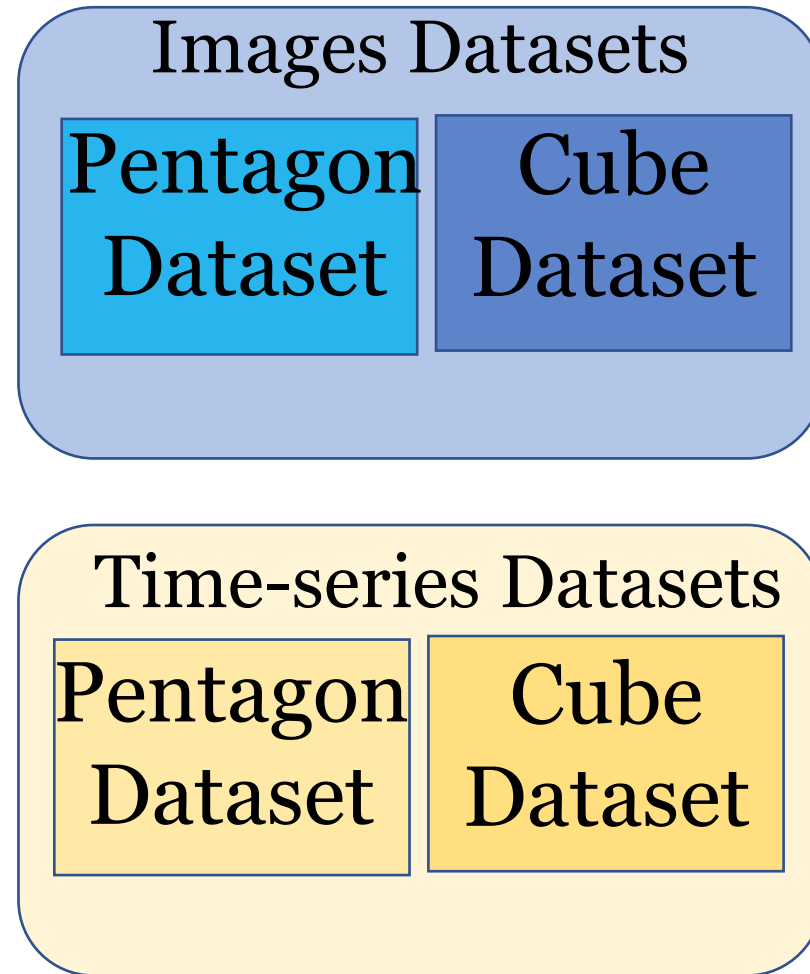 Images Datasets
Pentagon
Dataset
Cube
Dataset
Time-series Datasets
Pentagon
Dataset
Cube
Dataset